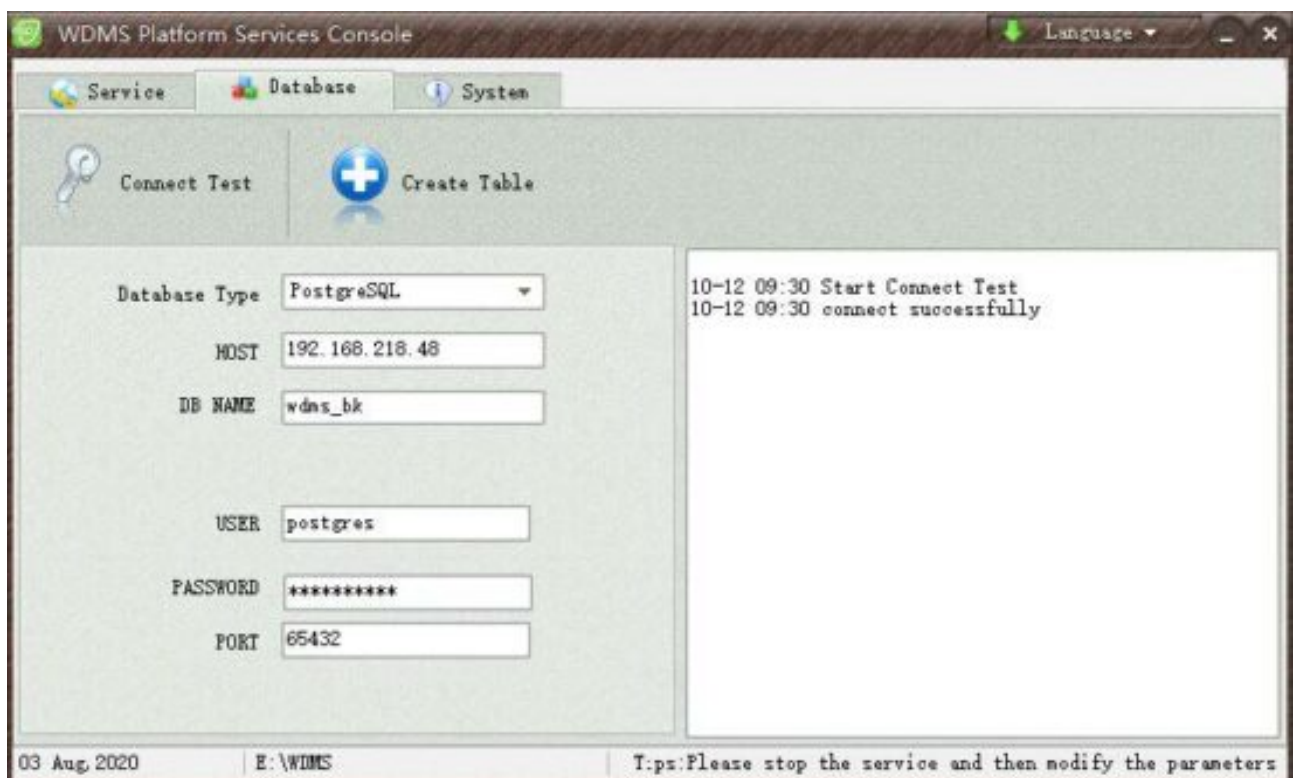 WDMS Platform Services Console
Language
Service
Database
System
Connect Test
Create Table
Database Type
PostgreSQL
HOST
192.168.218.48
DB NAME
wdms_bk
USER
postgres
PASSWORD
**********
PORT
65432
10-12 09:30 Start Connect Test
10-12 09:30 connect successfully
03 Aug, 2020
E:\WDMS
T:ps:Please stop the service and then modify the parameters